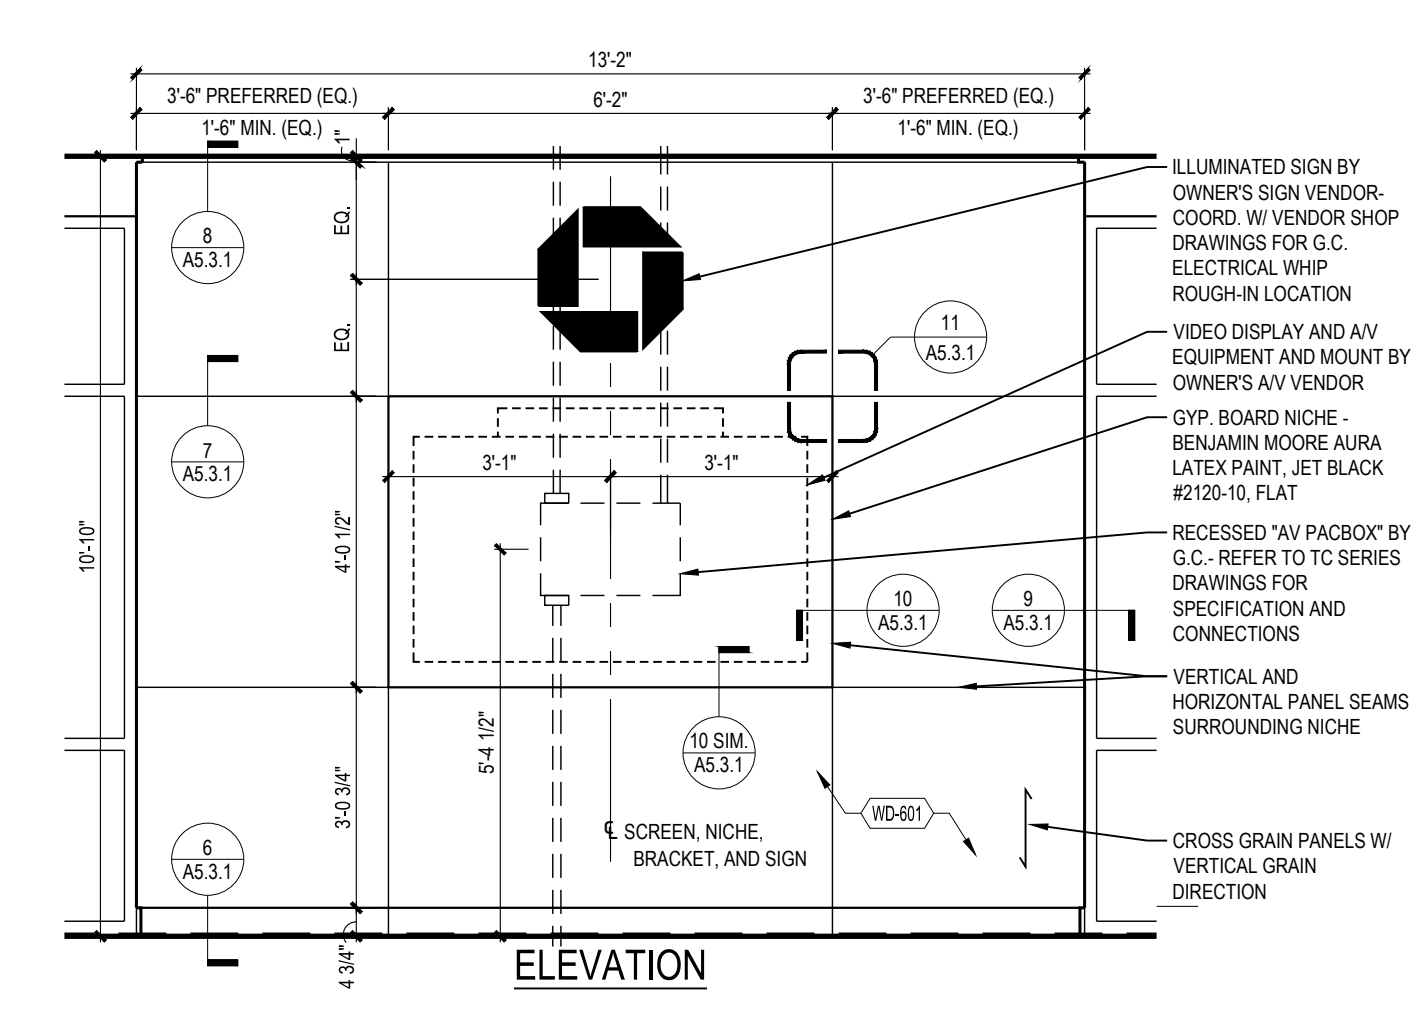 13'-2"
3'-6" PREFERRED (EQ.)
6'-2"
3'-6" PREFERRED (EQ.)
1'-6" MIN. (EQ.)
1'-6" MIN. (EQ.)
1"
ILLUMINATED SIGN BY
OWNER'S SIGN VENDOR-
COORD. W/ VENDOR SHOP
DRAWINGS FOR G.C.
ELECTRICAL WHIP
ROUGH-IN LOCATION
8
A5.3.1
EQ.
EQ.
11
A5.3.1
VIDEO DISPLAY AND A/V
EQUIPMENT AND MOUNT BY
OWNER'S A/V VENDOR
GYP. BOARD NICHE -
BENJAMIN MOORE AURA
LATEX PAINT, JET BLACK
#2120-10, FLAT
7
A5.3.1
3'-1"
3'-1"
10'-10"
4'-0 1/2"
RECESSED "AV PACBOX" BY
G.C.- REFER TO TC SERIES
DRAWINGS FOR
SPECIFICATION AND
CONNECTIONS
10
A5.3.1
9
A5.3.1
VERTICAL AND
HORIZONTAL PANEL SEAMS
SURROUNDING NICHE
5'-4 1/2"
10 SIM.
A5.3.1
3'-0 3/4"
WD-601
6
A5.3.1
℄ SCREEN, NICHE,
BRACKET, AND SIGN
CROSS GRAIN PANELS W/
VERTICAL GRAIN
DIRECTION
4 3/4"
ELEVATION